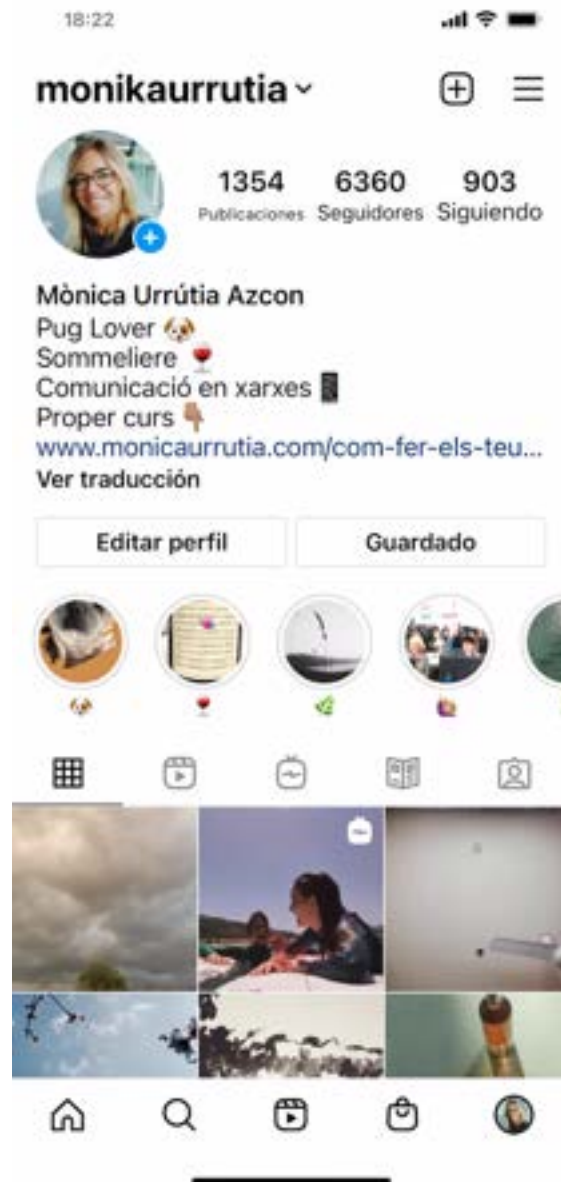 18:22
monikaurrutia
1354 6360 903
Publicaciones Seguidores Siguiendo
Mònica Urrútia Azcon
Pug Lover 🐶
Sommeliere 🍷
Comunicació en xarxes 📱
Proper curs 👇🏽
www.monicaurrutia.com/com-fer-els-teu...
Ver traducción
Editar perfil Guardado